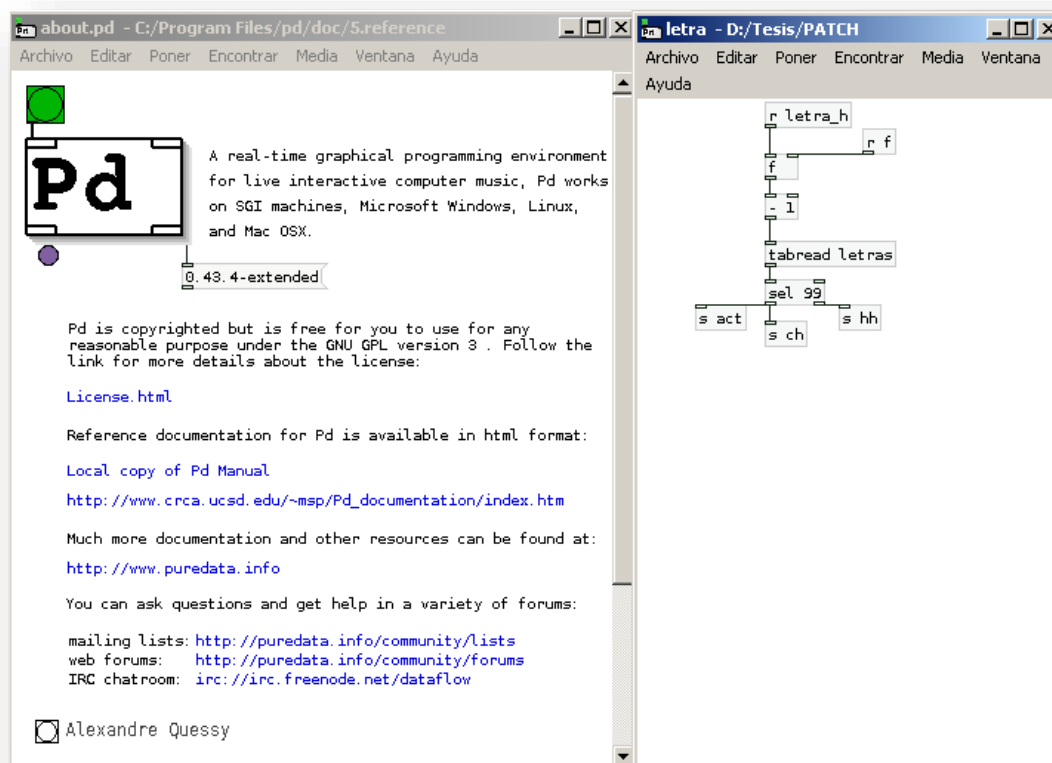 about.pd - C:/Program Files/pd/doc/5.reference
Archivo Editar Poner Encontrar Media Ventana Ayuda
Pd
A real-time graphical programming environment
for live interactive computer music, Pd works
on SGI machines, Microsoft Windows, Linux,
and Mac OSX.
0.43.4-extended
Pd is copyrighted but is free for you to use for any
reasonable purpose under the GNU GPL version 3 . Follow the
link for more details about the license:
License.html
Reference documentation for Pd is available in html format:
Local copy of Pd Manual
http://www.crca.ucsd.edu/~msp/Pd_documentation/index.htm
Much more documentation and other resources can be found at:
http://www.puredata.info
You can ask questions and get help in a variety of forums:
mailing lists: http://puredata.info/community/lists
web forums: http://puredata.info/community/forums
IRC chatroom: irc://irc.freenode.net/dataflow
Alexandre Quessy
letra - D:/Tesis/PATCH
Archivo Editar Poner Encontrar Media Ventana
Ayuda
r letra_h
r f
f
- 1
tabread letras
sel 99
s act
s hh
s ch